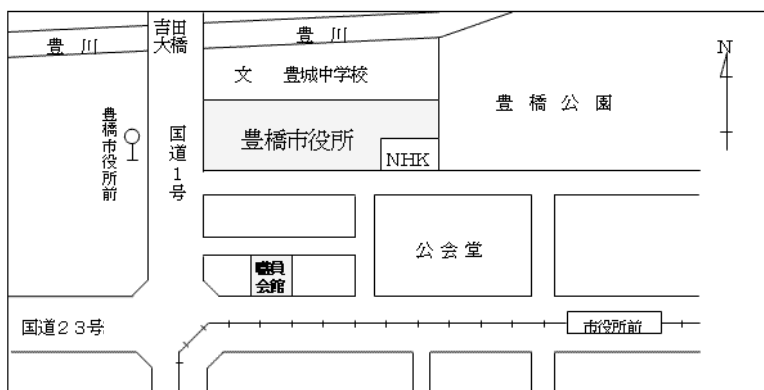 吉田
大橋
豊 川
豊 川
N
文 豊城中学校
豊 橋 公 園
豊橋市役所前
国道1号
豊橋市役所
NHK
公 会 堂
職員
会館
国道23号
市役所前